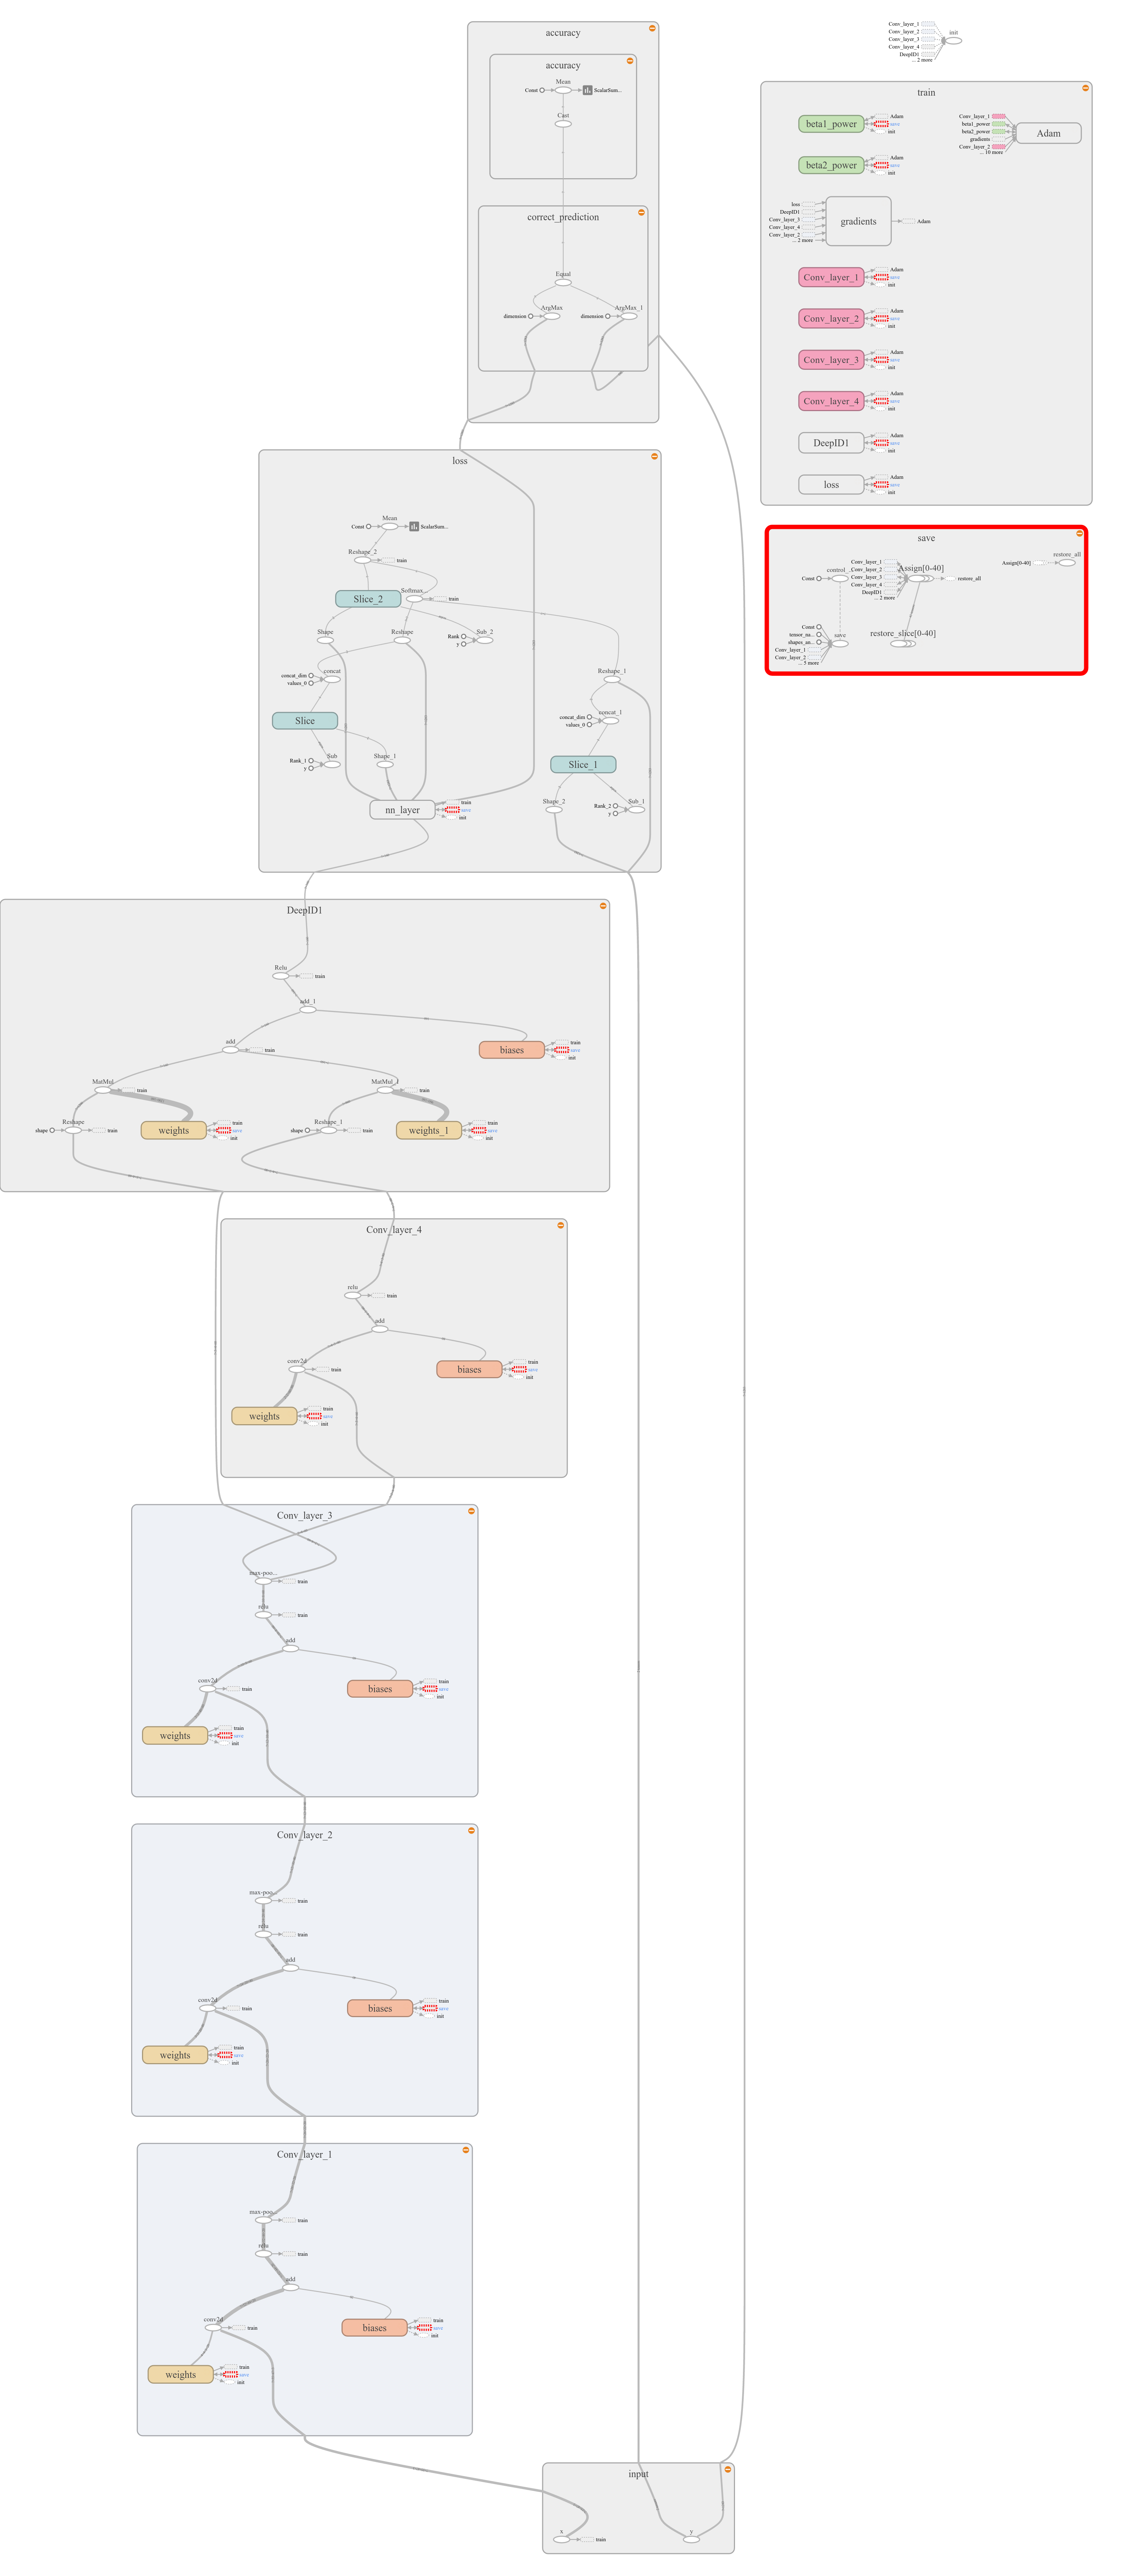 accuracy
accuracy
Mean
Const
ScalarSum...
Cast
correct_prediction
Equal
ArgMax
ArgMax_1
dimension
dimension
Conv_layer_1
Conv_layer_2
Conv_layer_3
Conv_layer_4
DeepID1
... 2 more
init
train
beta1_power
Adam
save
init
beta2_power
Adam
save
init
Conv_layer_1
beta1_power
beta2_power
gradients
Conv_layer_2
... 10 more
Adam
loss
DeepID1
Conv_layer_3
Conv_layer_4
Conv_layer_2
... 2 more
gradients
Adam
Conv_layer_1
Adam
save
init
Conv_layer_2
Adam
save
init
Conv_layer_3
Adam
save
init
Conv_layer_4
Adam
save
init
DeepID1
Adam
save
init
loss
Adam
save
init
save
Const
control_
Conv_layer_1
Conv_layer_2
Conv_layer_3
Conv_layer_4
DeepID1
... 2 more
Assign[0-40]
restore_all
Assign[0-40]
restore_all
Const
tensor_na...
shapes_an...
Conv_layer_1
Conv_layer_2
... 5 more
save
restore_slice[0-40]
loss
Mean
Const
ScalarSum...
Reshape_2
train
Slice_2
Softmax...
train
Shape
Reshape
Rank
y
Sub_2
concat_dim
values_0
concat
Reshape_1
Slice
concat_dim
values_0
concat_1
Rank_1
y
Sub
Shape_1
Slice_1
nn_layer
train
save
init
Shape_2
Rank_2
y
Sub_1
DeepID1
Relu
train
add_1
add
train
biases
train
save
init
MatMul
train
MatMul_1
train
shape
Reshape
train
weights
train
save
init
shape
Reshape_1
train
weights_1
train
save
init
Conv_layer_4
relu
train
add
conv2d
train
biases
train
save
init
weights
train
save
init
Conv_layer_3
max-poo...
train
relu
train
add
conv2d
train
biases
train
save
init
weights
train
save
init
Conv_layer_2
max-poo...
train
relu
train
add
conv2d
train
biases
train
save
init
weights
train
save
init
Conv_layer_1
max-poo...
train
relu
train
add
conv2d
train
biases
train
save
init
weights
train
save
init
input
x
train
y